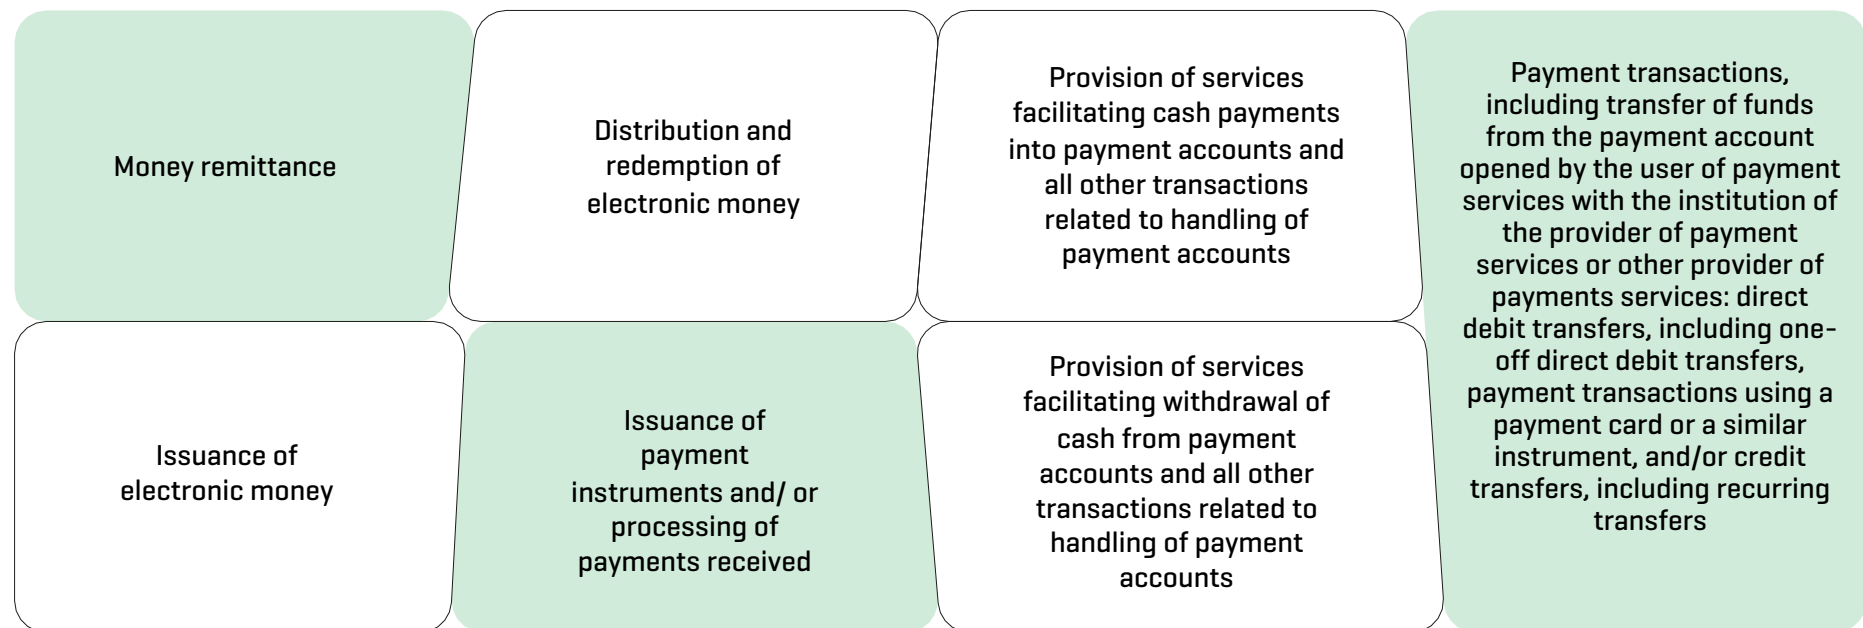 Money remittance
Distribution and
redemption of
electronic money
Provision of services
facilitating cash payments
into payment accounts and
all other transactions
related to handling of
payment accounts
Payment transactions,
including transfer of funds
from the payment account
opened by the user of payment
services with the institution of
the provider of payment
services or other provider of
payments services: direct
debit transfers, including one-
off direct debit transfers,
payment transactions using a
payment card or a similar
instrument, and/or credit
transfers, including recurring
transfers
Issuance of
electronic money
Issuance of
payment
instruments and/ or
processing of
payments received
Provision of services
facilitating withdrawal of
cash from payment
accounts and all other
transactions related to
handling of payment
accounts